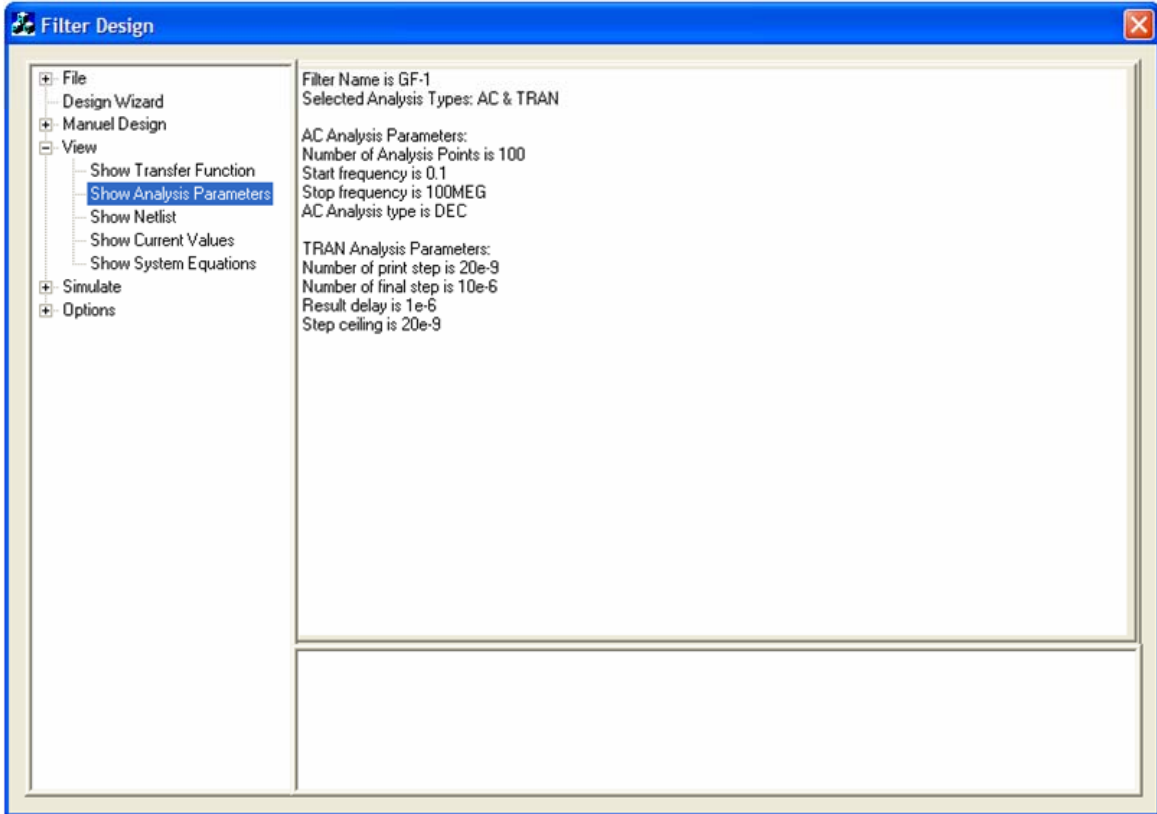 Filter Design
File
Design Wizard
Manuel Design
View
Show Transfer Function
Show Analysis Parameters
Show Netlist
Show Current Values
Show System Equations
Simulate
Options
Filter Name is GF-1
Selected Analysis Types: AC & TRAN
AC Analysis Parameters:
Number of Analysis Points is 100
Start frequency is 0.1
Stop frequency is 100MEG
AC Analysis type is DEC
TRAN Analysis Parameters:
Number of print step is 20e-9
Number of final step is 10e-6
Result delay is 1e-6
Step ceiling is 20e-9